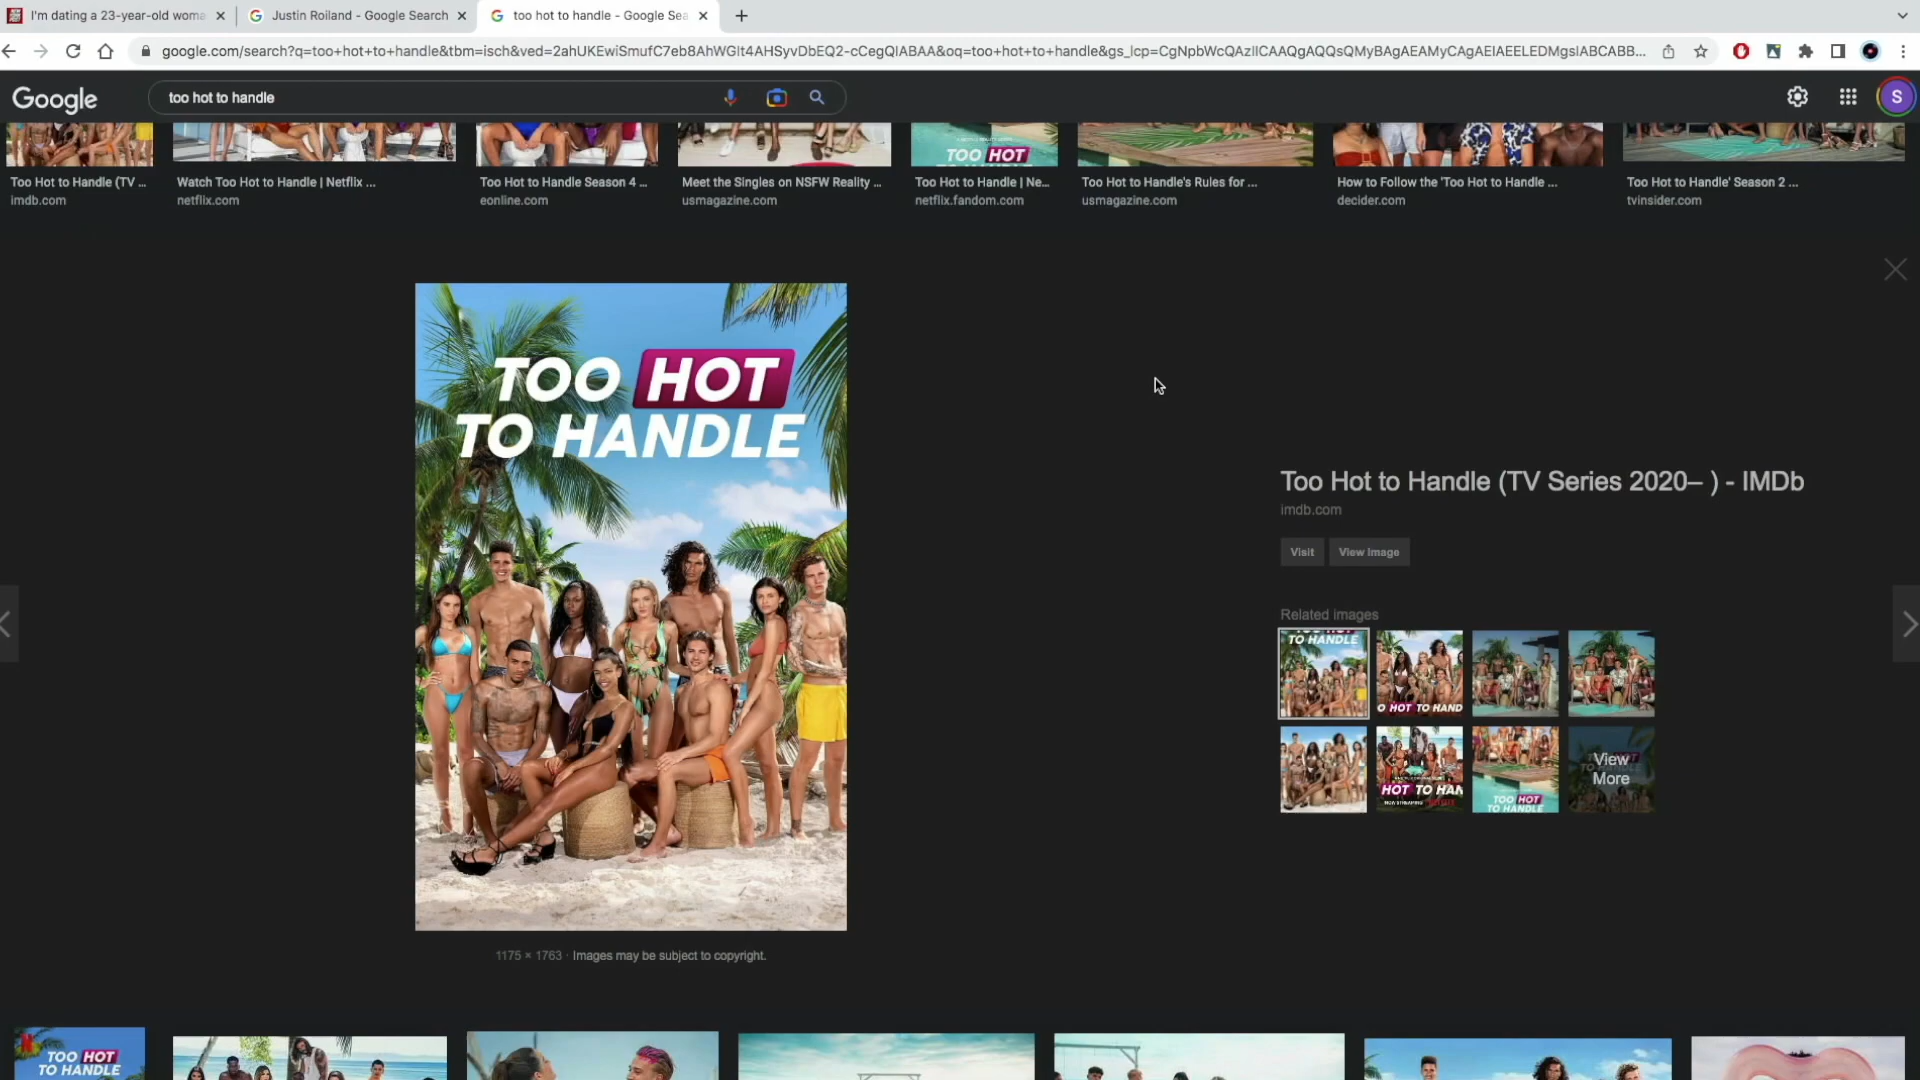 I'm dating a 23-year-old woma
Justin Roiland - Google Search
too hot to handle - Google Sea
google.com/search?q=too+hot+to+handle&tbm=isch&ved=2ahUKEwiSmufC7eb8AhWGIt4AHSyvDbEQ2-cCegQIABAA&oq=too+hot+to+handle&gs_lcp=CgNpbWcQAzIICAAQgAQQsQMyBAgAEAMyCAgAEIAEELEDMgsIABCABB...
Google
too hot to handle
S
TOO HOT
Too Hot to Handle (TV ...
imdb.com
Watch Too Hot to Handle | Netflix ...
netflix.com
Too Hot to Handle Season 4 ...
eonline.com
Meet the Singles on NSFW Reality ...
usmagazine.com
Too Hot to Handle | Ne...
netflix.fandom.com
Too Hot to Handle's Rules for ...
usmagazine.com
How to Follow the 'Too Hot to Handle ...
decider.com
Too Hot to Handle' Season 2 ...
tvinsider.com
TOO HOT
TO HANDLE
Too Hot to Handle (TV Series 2020– ) - IMDb
imdb.com
Visit
View Image
Related images
TO HANDLE
O HOT TO HAND
HOT TO HAN
TOO HOT
TO HANDLE
View
More
1175 × 1763 · Images may be subject to copyright.
N
TOO HOT
TO HANDLE